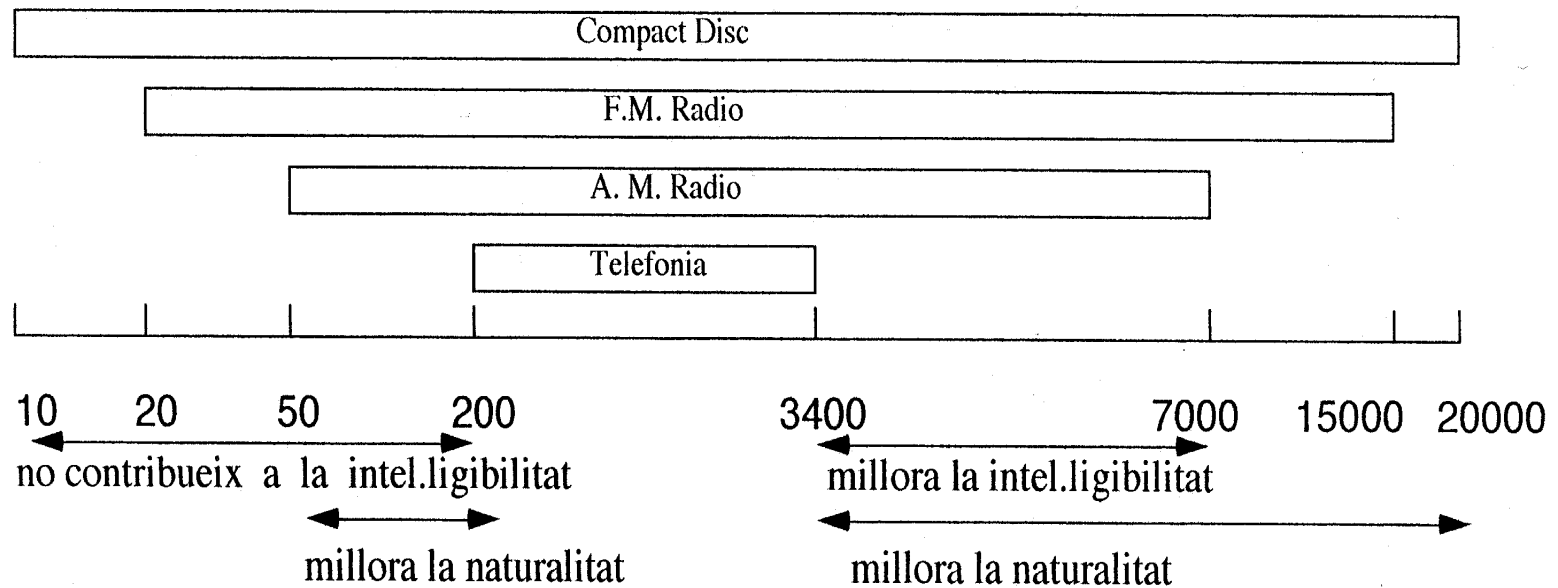 Compact Disc
F.M. Radio
A. M. Radio
Telefonia
10 20 50 200 3400 7000 15000 20000
no contribueix a la intel.ligibilitat millora la intel.ligibilitat
millora la naturalitat millora la naturalitat